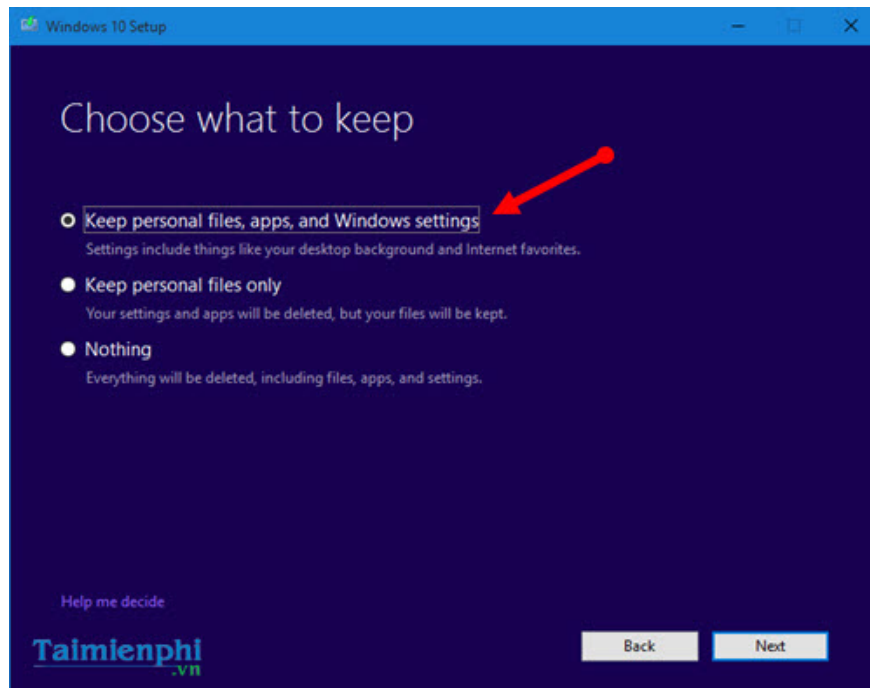 Windows 10 Setup
Choose what to keep
Keep personal files, apps, and Windows settings
Settings include things like your desktop background and Internet favorites.
Keep personal files only
Your settings and apps will be deleted, but your files will be kept.
Nothing
Everything will be deleted, including files, apps, and settings.
Help me decide
Back
Next
Taimienphi
.vn